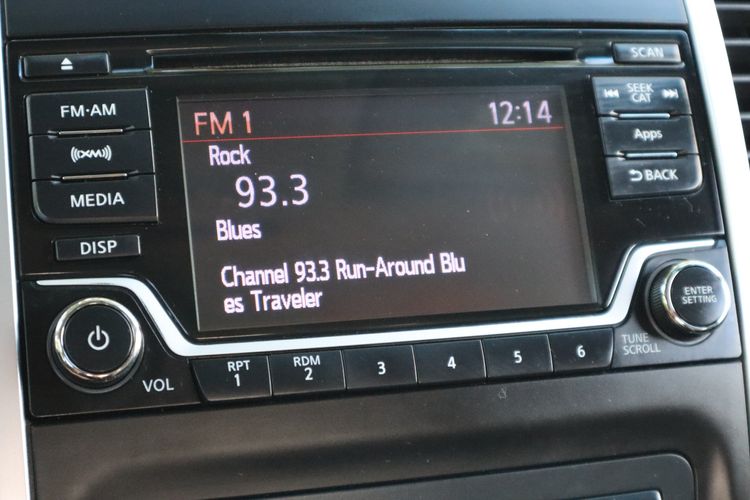 SCAN
FM·AM
SEEK
CAT
FM 1 12:14
Rock
Apps
XM
93.3
BACK
MEDIA
Blues
DISP
Channel 93.3 Run-Around Blu
es Traveler
ENTER
SETTING
TUNE
SCROLL
VOL
RPT
1
RDM
2
3
4
5
6